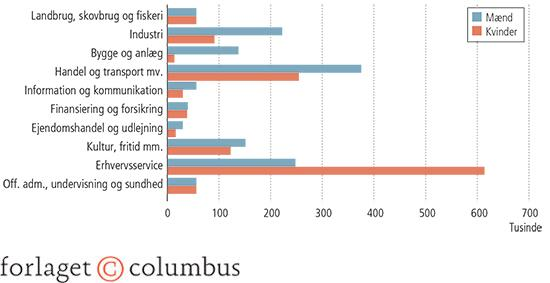 Mænd
Kvinder
Landbrug, skovbrug og fiskeri
Industri
Bygge og anlæg
Handel og transport mv.
Information og kommunikation
Finansiering og forsikring
Ejendomshandel og udlejning
Kultur, fritid mm.
Erhvervsservice
Off. adm., undervisning og sundhed
0 100 200 300 400 500 600 700
Tusinde
forlaget © columbus